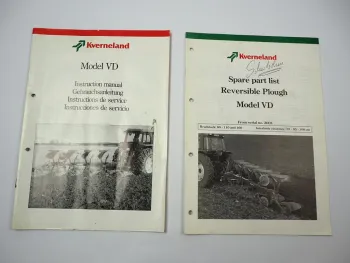 Kverneland
Model VD
Instruction manual
Gebrauchsanleitung
Instructions de service
Instrucciones de servicio
Kverneland
Spare part list
Reversible Plough
Model VD